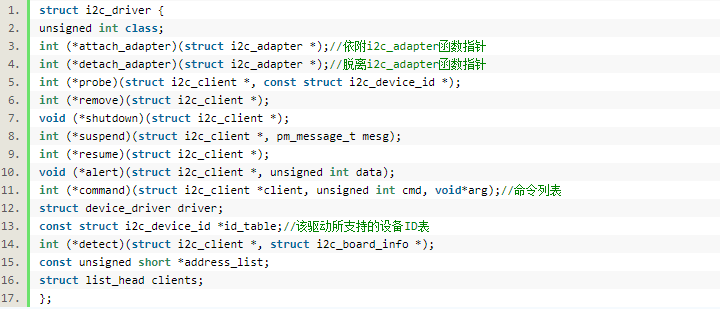 1. struct i2c_driver {
2. unsigned int class;
3. int (*attach_adapter)(struct i2c_adapter *);//依附i2c_adapter函数指针
4. int (*detach_adapter)(struct i2c_adapter *);//脱离i2c_adapter函数指针
5. int (*probe)(struct i2c_client *, const struct i2c_device_id *);
6. int (*remove)(struct i2c_client *);
7. void (*shutdown)(struct i2c_client *);
8. int (*suspend)(struct i2c_client *, pm_message_t mesg);
9. int (*resume)(struct i2c_client *);
10. void (*alert)(struct i2c_client *, unsigned int data);
11. int (*command)(struct i2c_client *client, unsigned int cmd, void*arg);//命令列表
12. struct device_driver driver;
13. const struct i2c_device_id *id_table;//该驱动所支持的设备ID表
14. int (*detect)(struct i2c_client *, struct i2c_board_info *);
15. const unsigned short *address_list;
16. struct list_head clients;
17. };